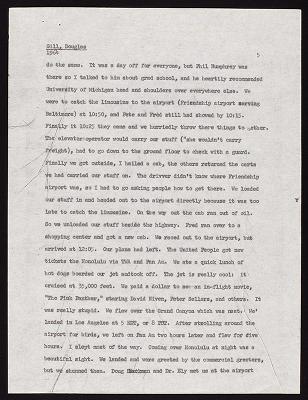 Gill, Douglas
1964
5
do the same. It was a day off for everyone, but Phil Humphrey was
there so I talked to him about grad school, and he heartily recommended
University of Michigan head and shoulders over everywhere else. We
were to catch the limousine to the airport (Friendship airport serving
Baltimore) at 10:50, and Pete and Fred still had showed by 10:15.
Finally it 10:25 they came and we hurriedly threw there things to gether.
The elevator operator would carry our stuff ("she wouldn't carry
freight), had to go down to the ground floor to check with a guard.
Finally we got outside, I hailed a cab, the others returned the carts
we had carried our stuff on. The driver didn't know where Friendship
airport was, so I had to go asking people how to get there. We loaded
our stuff in and headed out to the airport directly because it was too
late to catch the limousine. On the way out the cab ran out of oil.
So we unloaded our stuff beside the highway. Fred ran over to a
shopping center and got a new cab. We raced out to the airport, but
arrived at 12:05. Our plane had left. The United People got new
tickets the Honolulu via TWA and Pan Am. We ate a quick lunch of
hot dogs boarded our jet and took off. The jet is really cool: it
cruised at 35,000 feet. We paid a dollar to see an in-flight movie,
"The Pink Panther," staring David Niven, Peter Sellers, and others. It
was really stupid. We flew over the Grand Canyon which was neat. We
landed in Los Angeles at 5 EST, or 2 PST. After strolling around the
airport for birds, we left on Pan Am two hours later and flew for five
hours. I slept most of the way. Coming over Honolulu at night was a
beautiful sight. We landed and were greeted by the commercial greeters,
but we shunned them. Doug and Dr. Ely met us at the airport